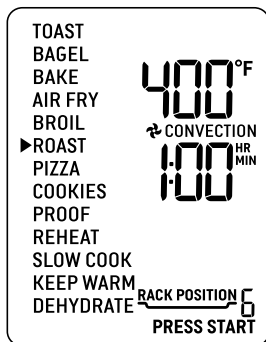 TOAST
BAGEL
BAKE
AIR FRY
BROIL
▶ROAST
PIZZA
COOKIES
PROOF
REHEAT
SLOW COOK
KEEP WARM
DEHYDRATE
400°F
CONVECTION
1:00 HR MIN
RACK POSITION 6
PRESS START